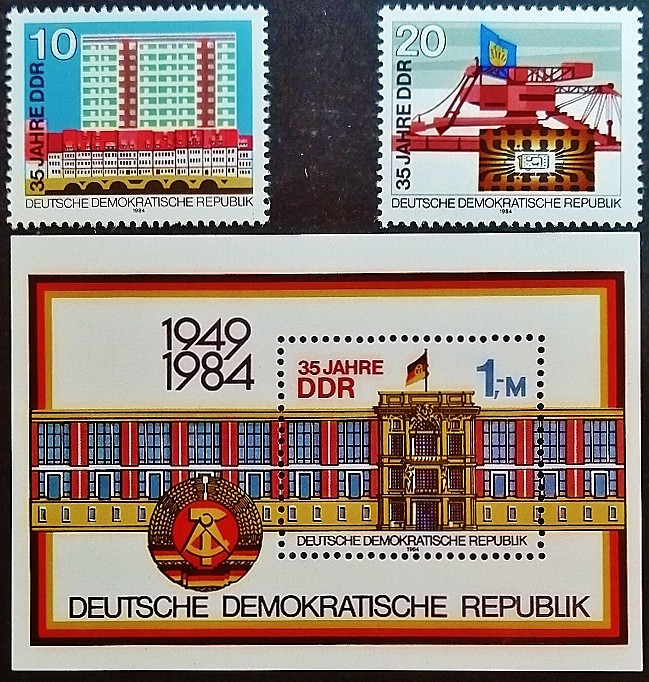 10
35 JAHRE DDR
DEUTSCHE DEMOKRATISCHE REPUBLIK
1984
20
35 JAHRE DDR
DEUTSCHE DEMOKRATISCHE REPUBLIK
1984
1949
1984
35 JAHRE
DDR
1,-M
DEUTSCHE DEMOKRATISCHE REPUBLIK
1984
DEUTSCHE DEMOKRATISCHE REPUBLIK